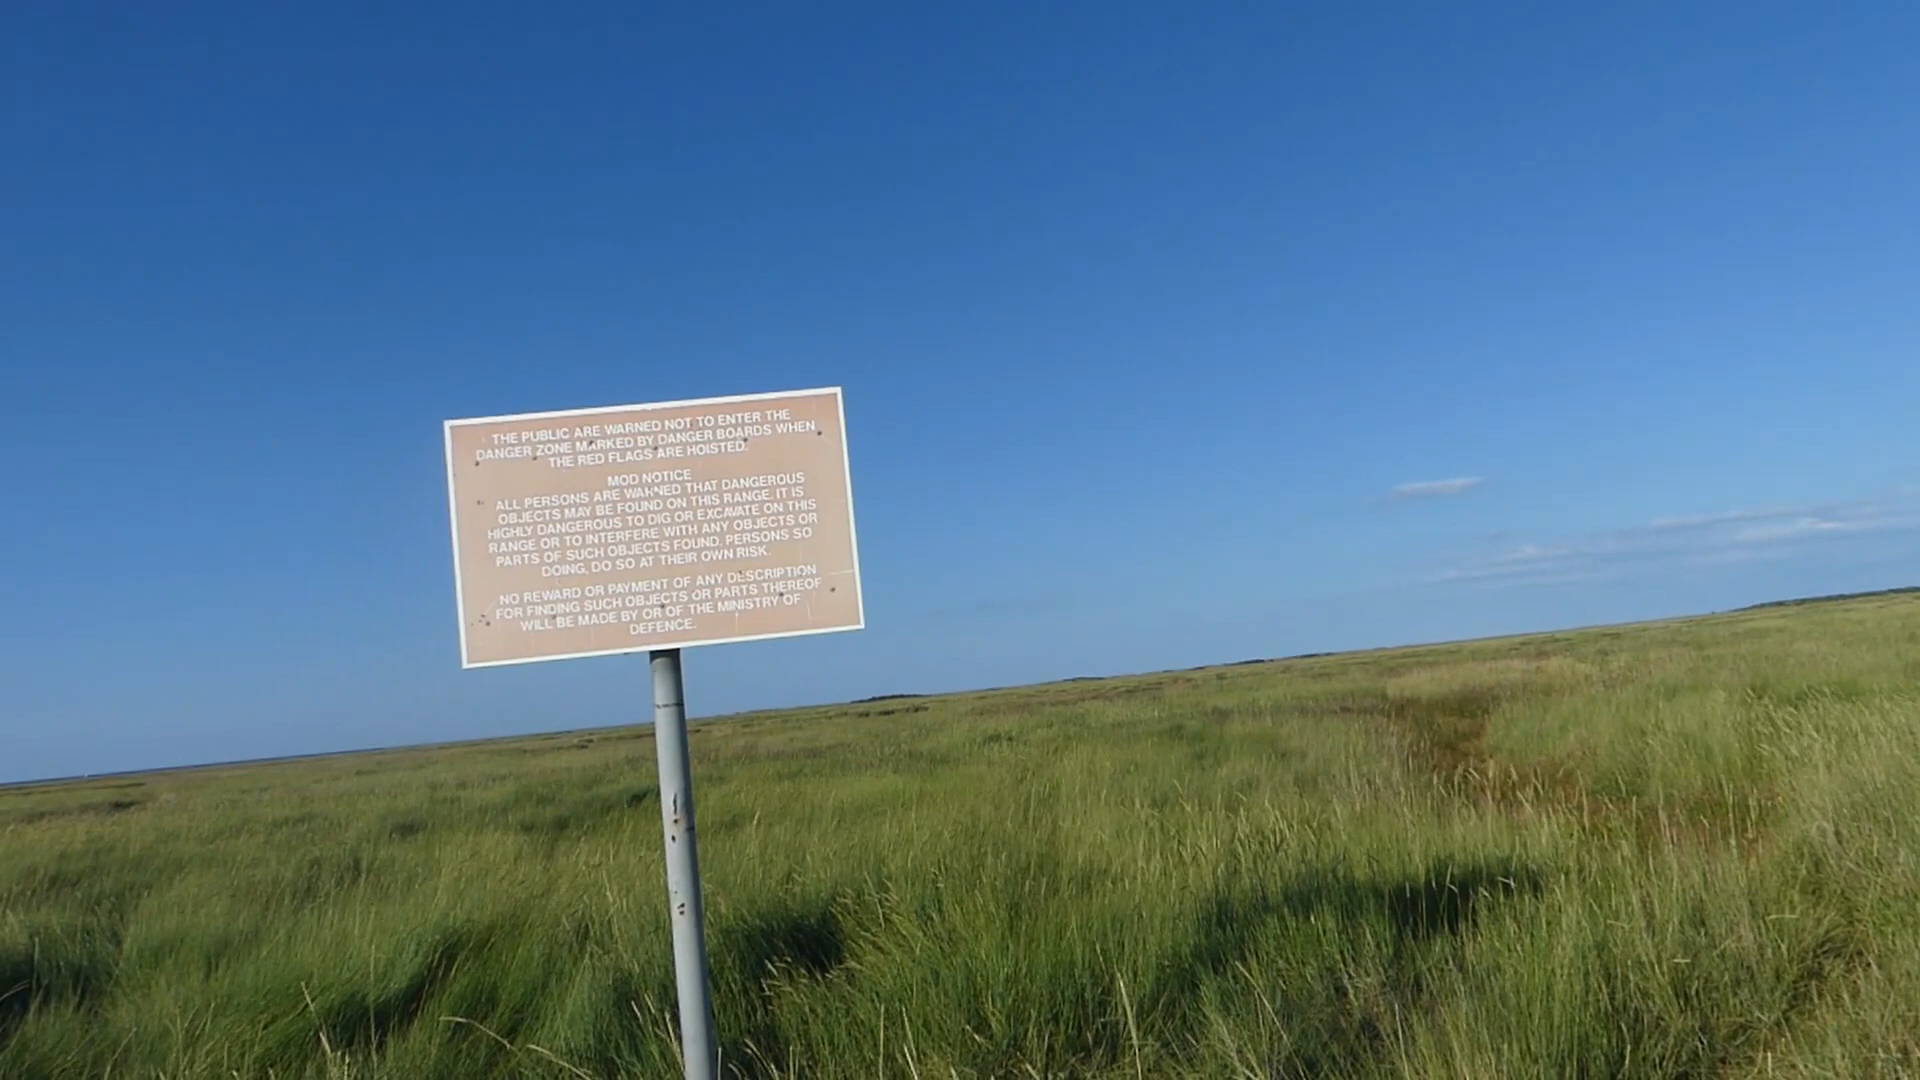 THE PUBLIC ARE WARNED NOT TO ENTER THE
DANGER ZONE MARKED BY DANGER BOARDS WHEN
THE RED FLAGS ARE HOISTED.
MOD NOTICE
ALL PERSONS ARE WARNED THAT DANGEROUS
OBJECTS MAY BE FOUND ON THIS RANGE. IT IS
HIGHLY DANGEROUS TO DIG OR EXCAVATE ON THIS
RANGE OR TO INTERFERE WITH ANY OBJECTS OR
PARTS OF SUCH OBJECTS FOUND. PERSONS SO
DOING, DO SO AT THEIR OWN RISK.
NO REWARD OR PAYMENT OF ANY DESCRIPTION
FOR FINDING SUCH OBJECTS OR PARTS THEREOF
WILL BE MADE BY OR OF THE MINISTRY OF
DEFENCE.